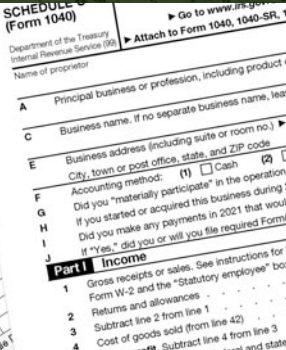 SCHEDULE C
(Form 1040)
Department of the Treasury
Internal Revenue Service (99)
▶ Go to www.irs.gov
▶ Attach to Form 1040, 1040-SR, 1
Name of proprietor
A Principal business or profession, including product
C Business name. If no separate business name, lea
E Business address (including suite or room no.) ▶
City, town or post office, state, and ZIP code
F Accounting method: (1) Cash (2)
G Did you "materially participate" in the operation
H If you started or acquired this business during
I Did you make any payments in 2021 that woul
J If "Yes," did you or will you file required Form
Part I Income
1 Gross receipts or sales. See instructions for
Form W-2 and the "Statutory employee" bo
2 Returns and allowances
3 Subtract line 2 from line 1
4 Cost of goods sold (from line 42)
Subtract line 4 from line 3